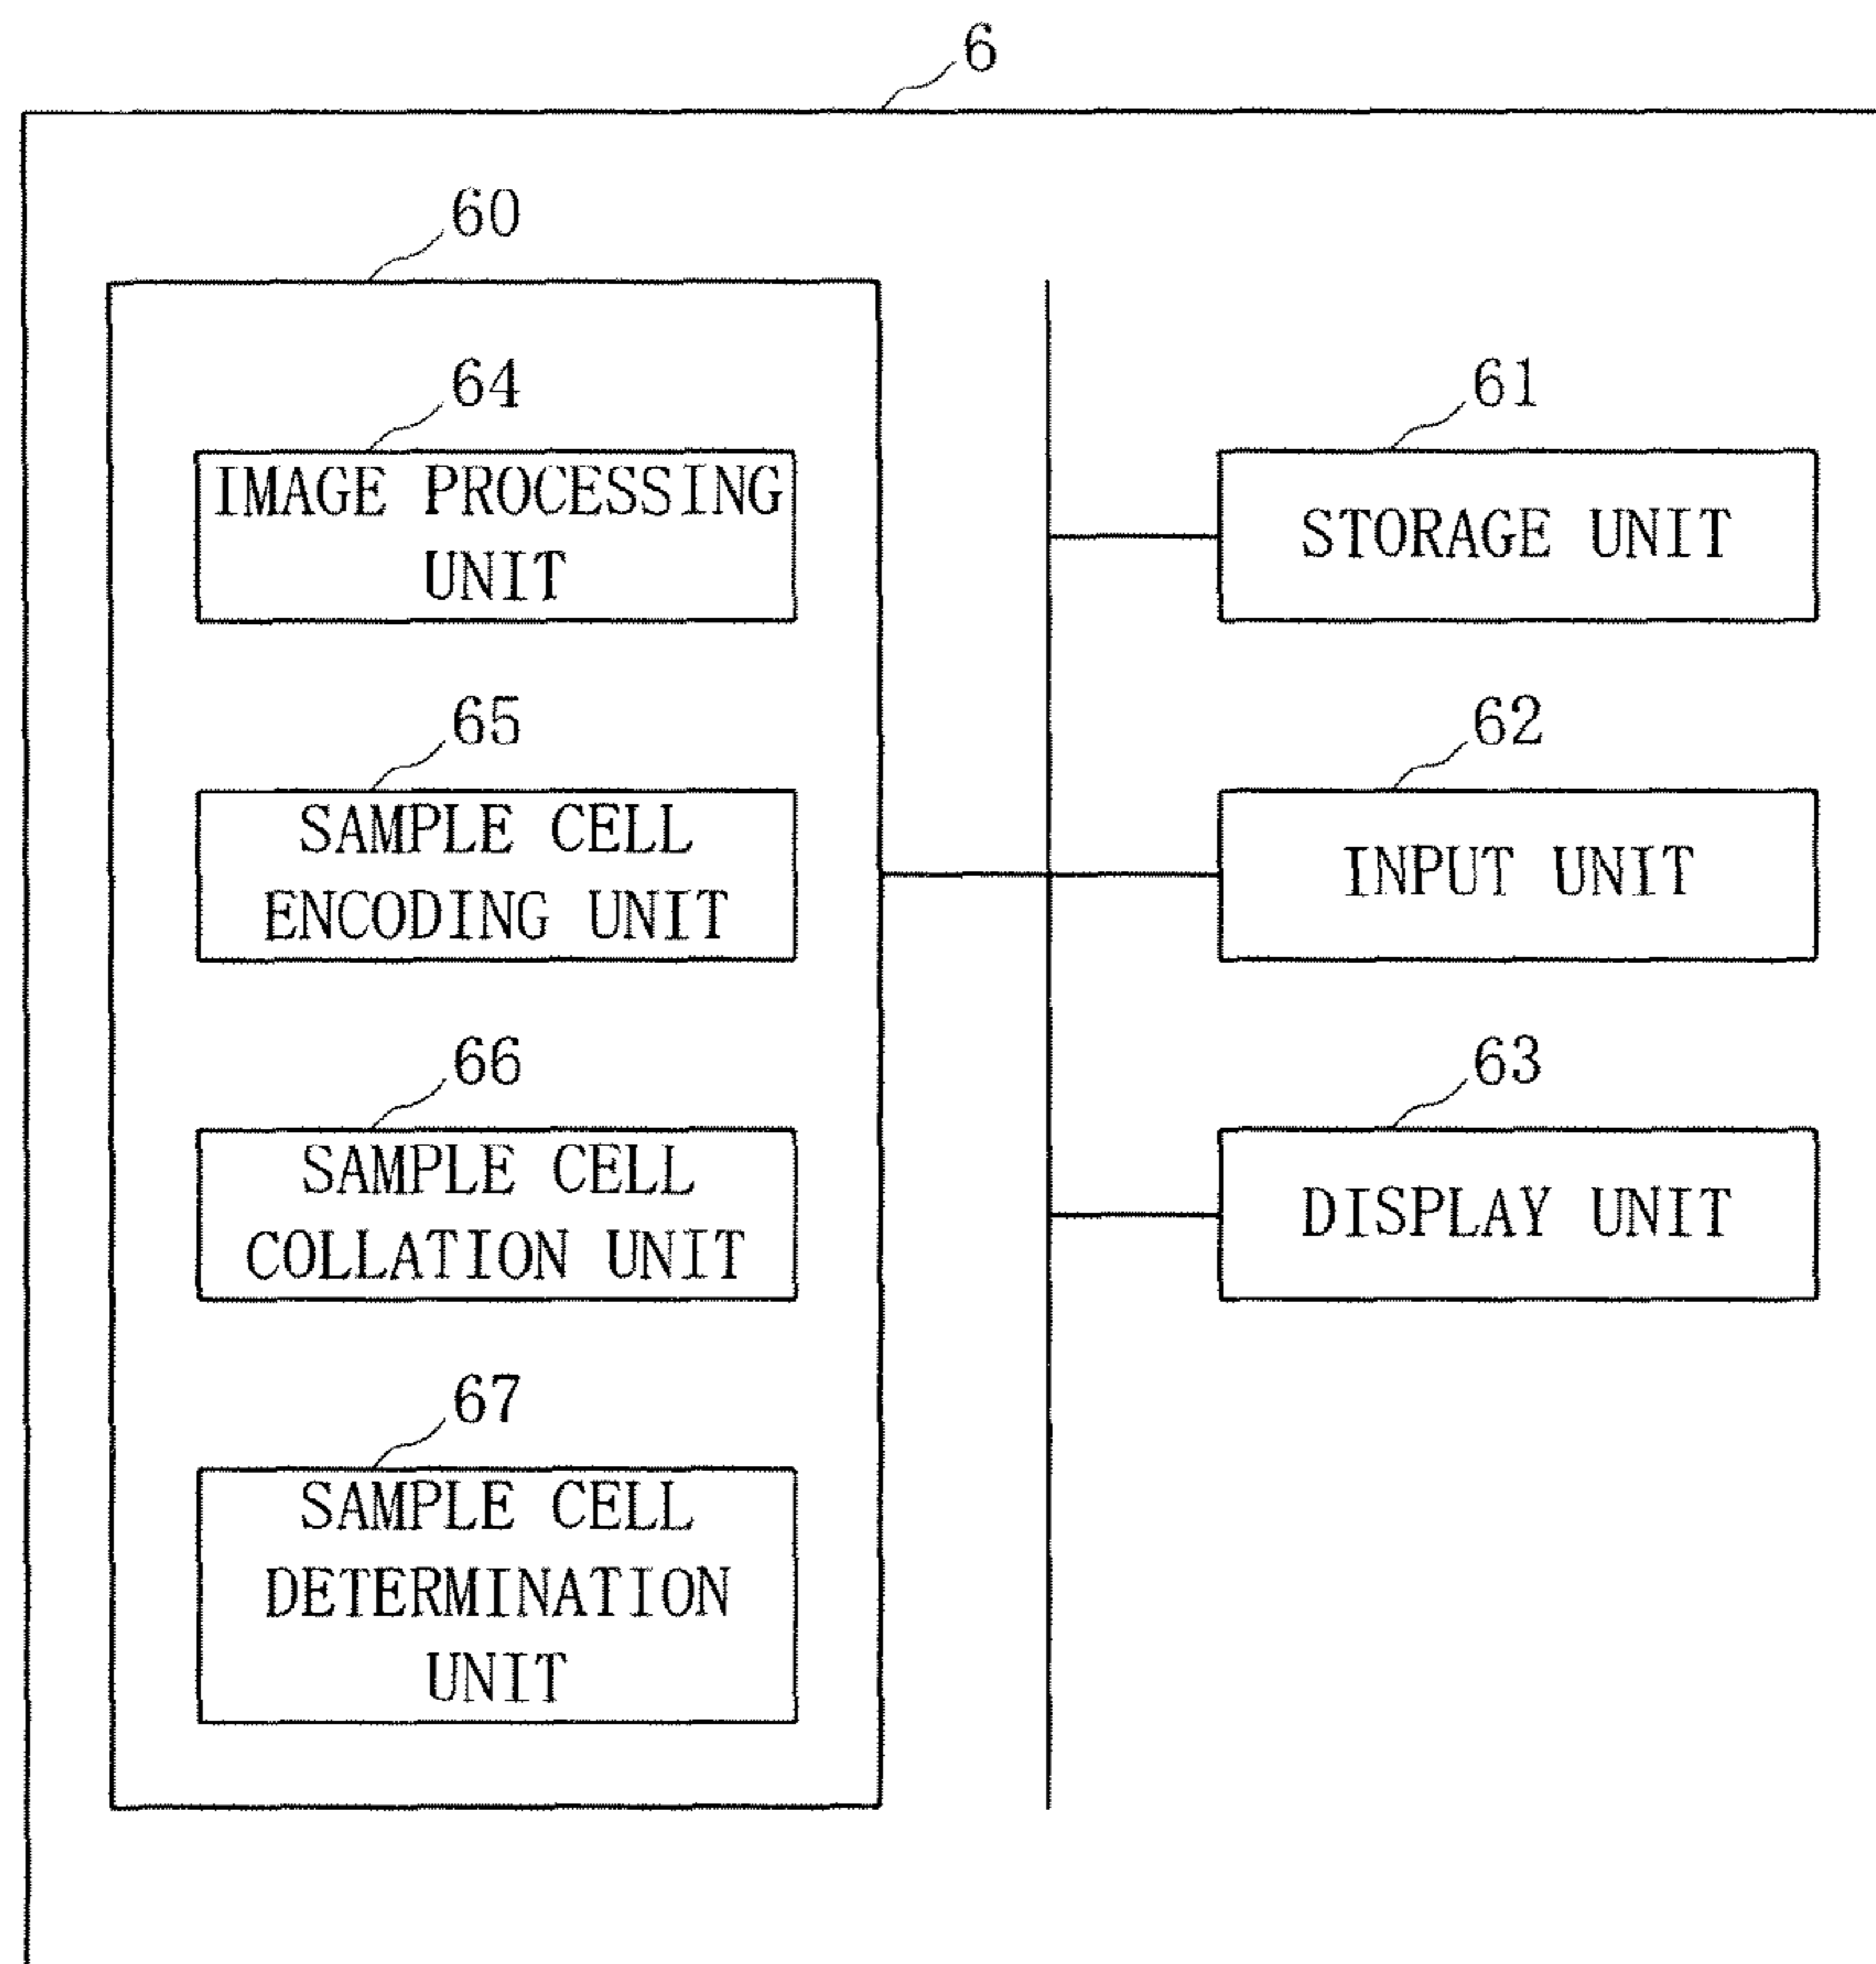 6
60
64
IMAGE PROCESSING
UNIT
65
SAMPLE CELL
ENCODING UNIT
66
SAMPLE CELL
COLLATION UNIT
67
SAMPLE CELL
DETERMINATION
UNIT
61
STORAGE UNIT
62
INPUT UNIT
63
DISPLAY UNIT